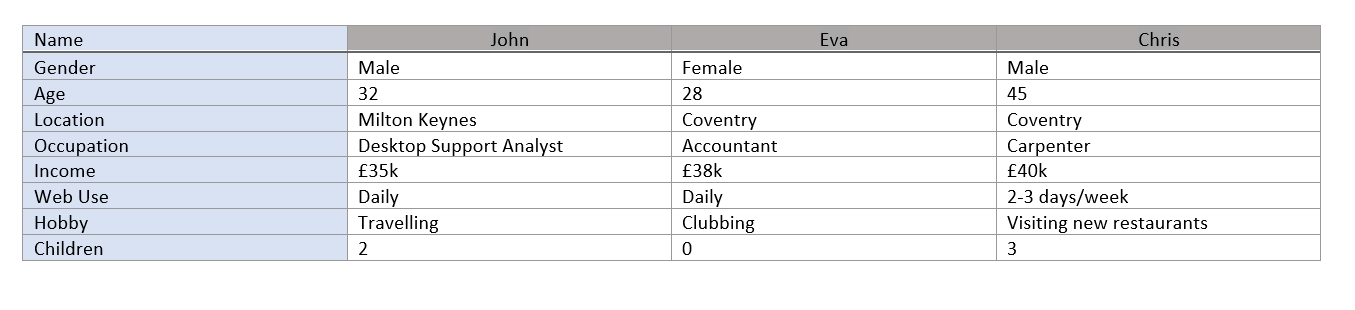 Name John Eva Chris
Gender Male Female Male
Age 32 28 45
Location Milton Keynes Coventry Coventry
Occupation Desktop Support Analyst Accountant Carpenter
Income £35k £38k £40k
Web Use Daily Daily 2-3 days/week
Hobby Travelling Clubbing Visiting new restaurants
Children 2 0 3